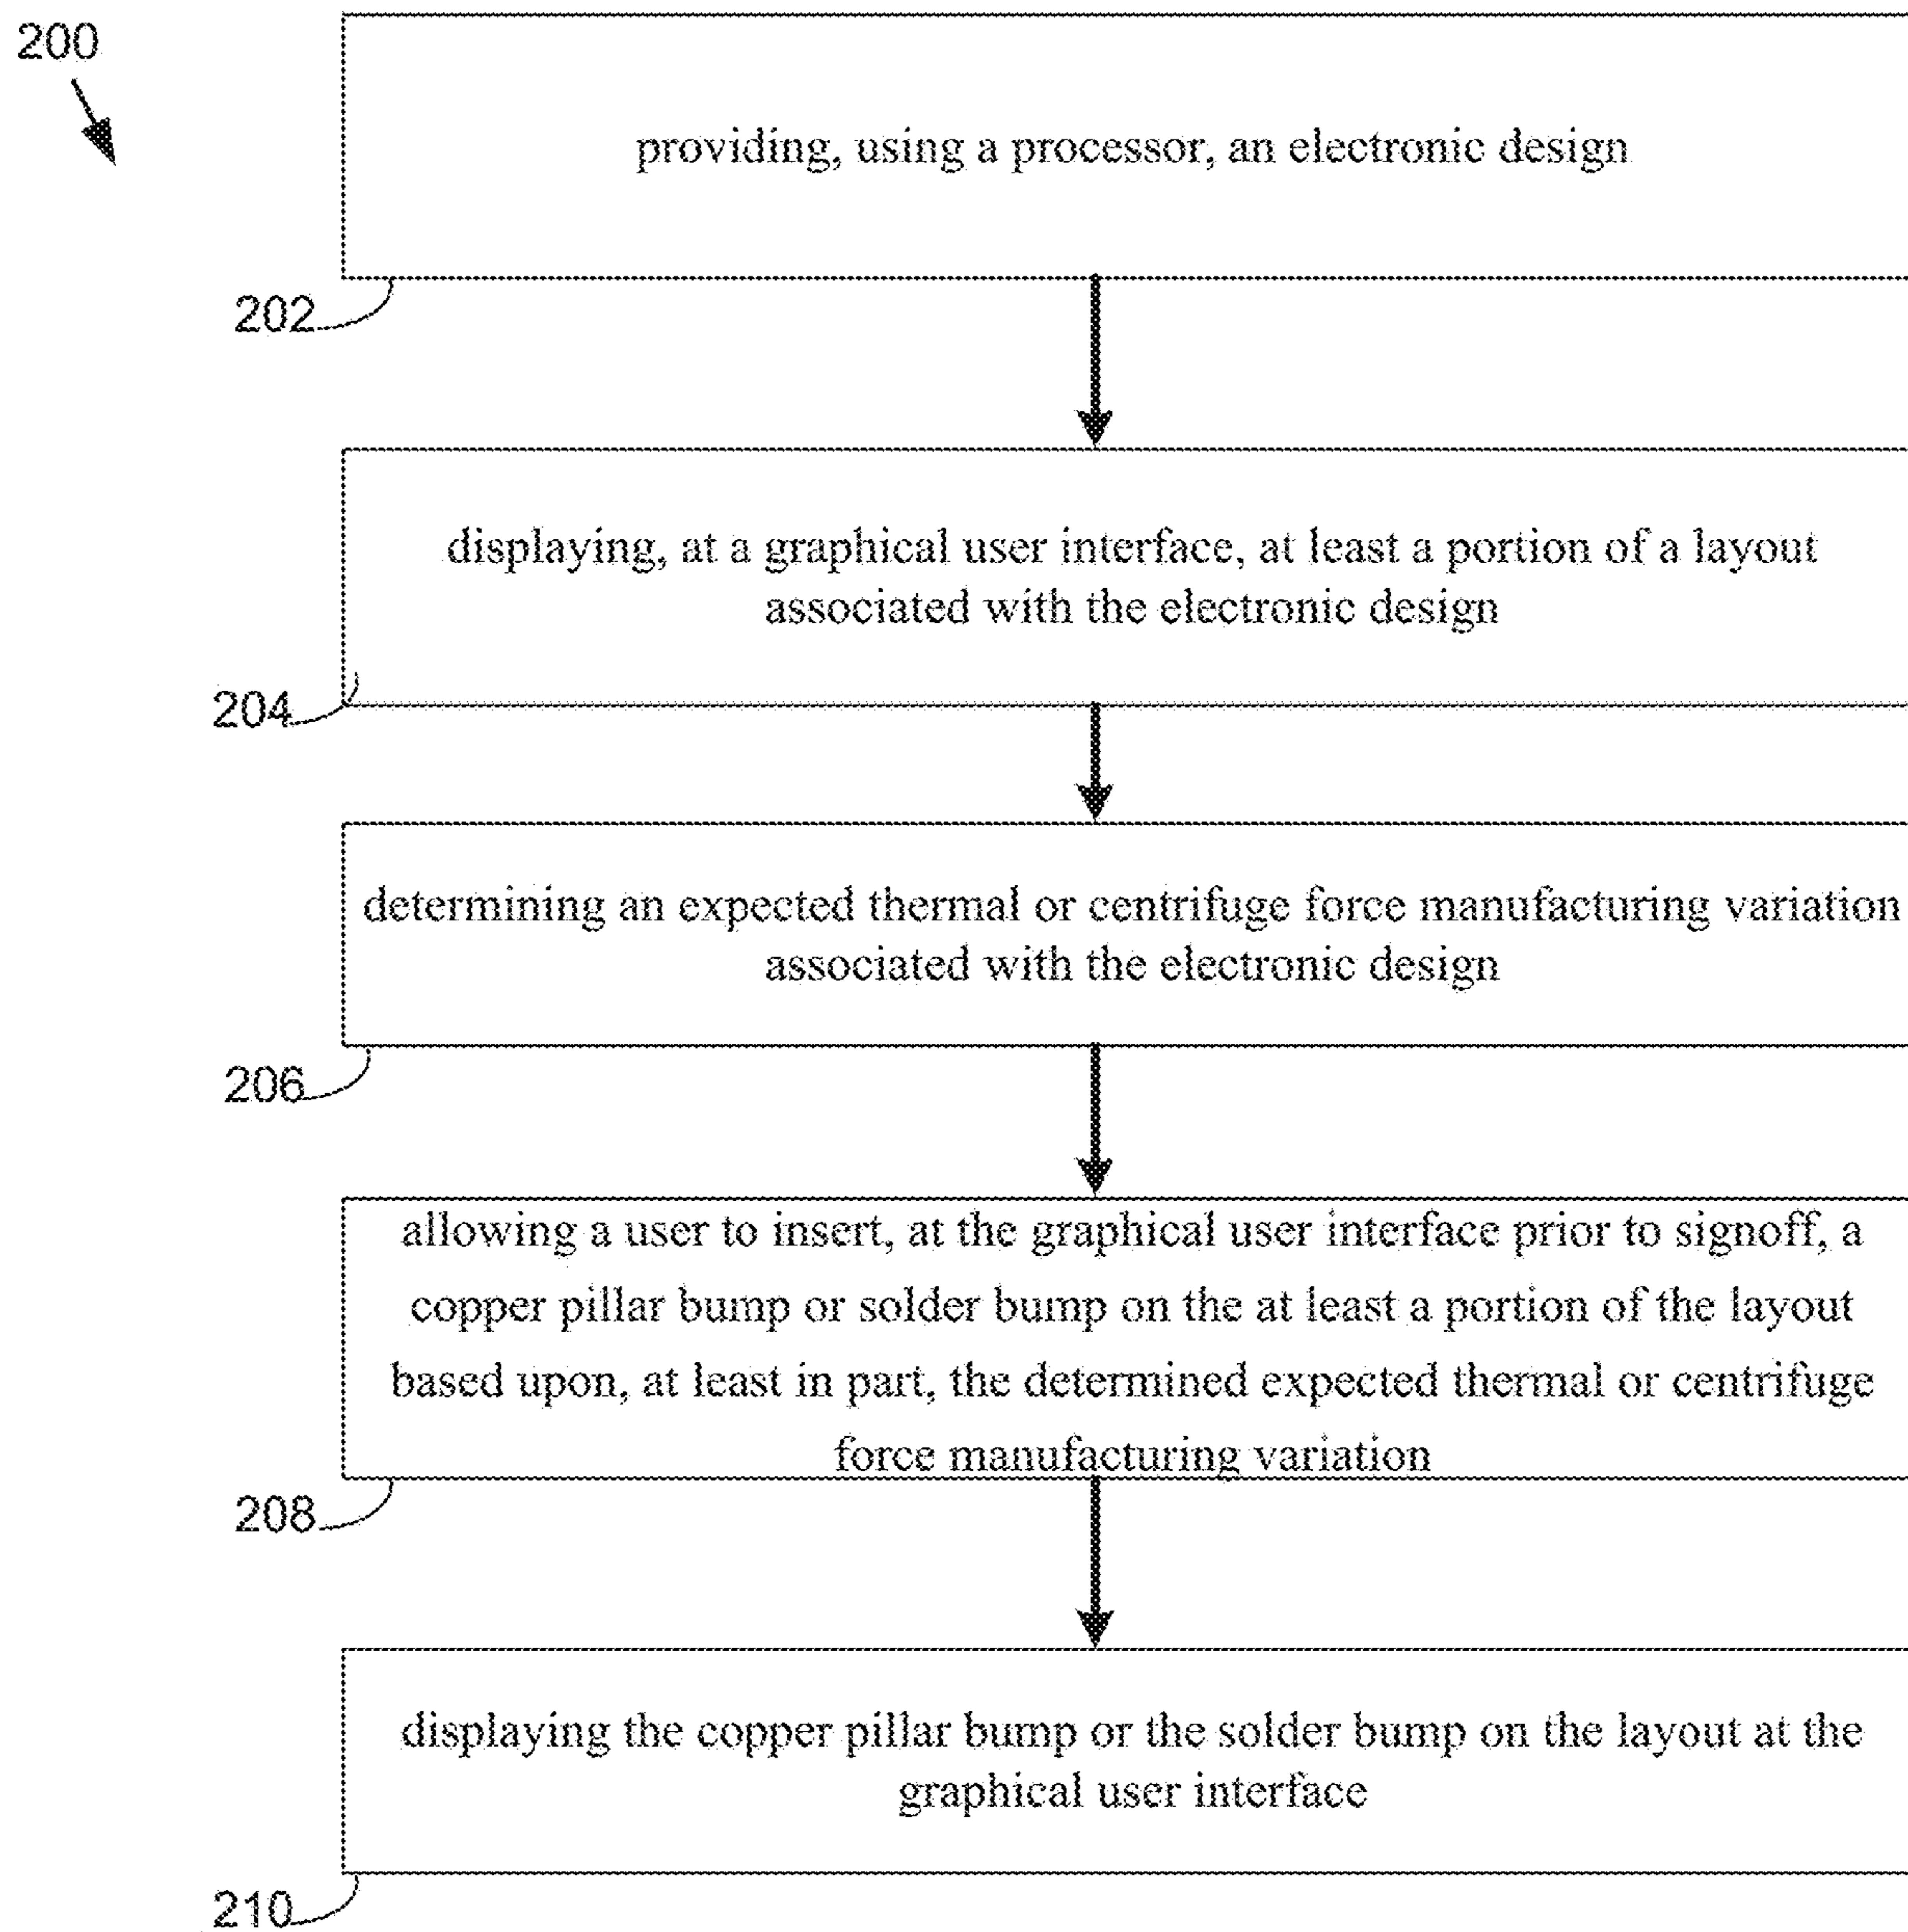 200
providing, using a processor, an electronic design
202
displaying, at a graphical user interface, at least a portion of a layout
associated with the electronic design
204
determining an expected thermal or centrifuge force manufacturing variation
associated with the electronic design
206
allowing a user to insert, at the graphical user interface prior to signoff, a
copper pillar bump or solder bump on the at least a portion of the layout
based upon, at least in part, the determined expected thermal or centrifuge
force manufacturing variation
208
displaying the copper pillar bump or the solder bump on the layout at the
graphical user interface
210